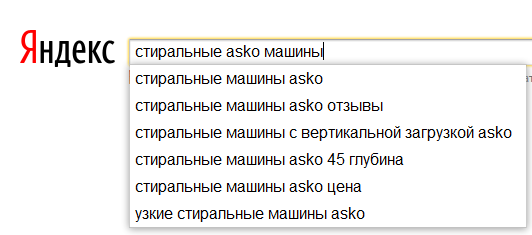 Яндекс
стиральные asko машины
стиральные машины asko
стиральные машины asko отзывы
стиральные машины с вертикальной загрузкой asko
стиральные машины asko 45 глубина
стиральные машины asko цена
узкие стиральные машины asko